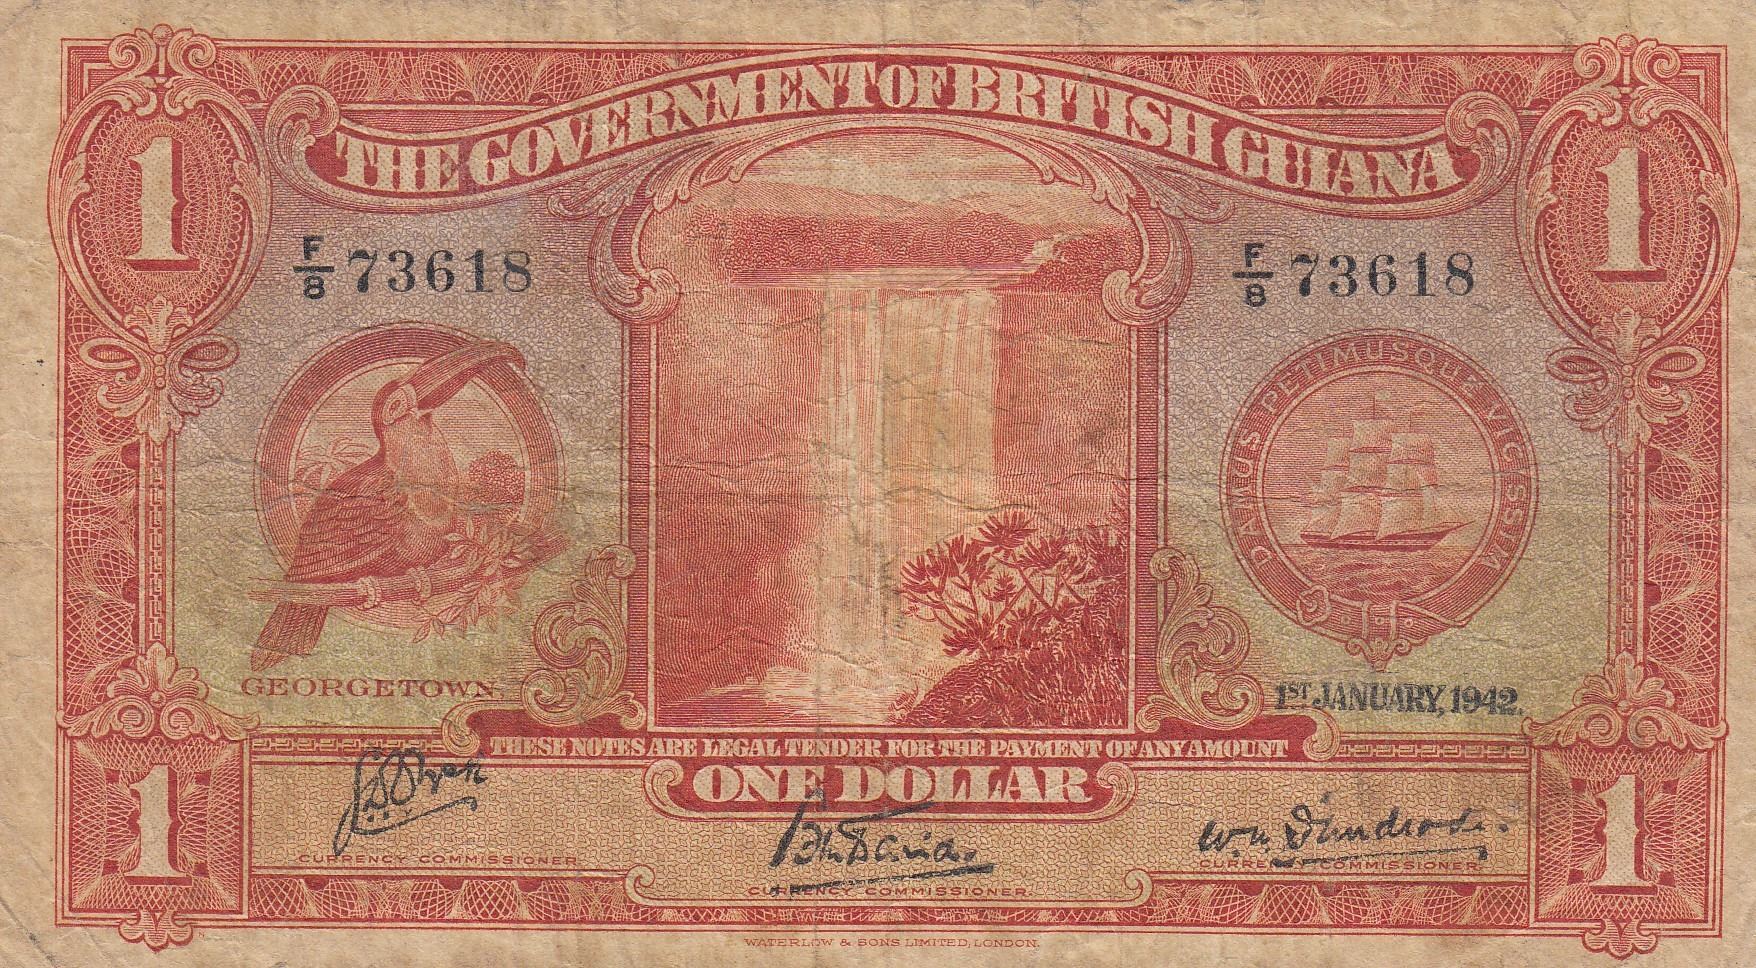 THE GOVERNMENT OF BRITISH GUIANA
1
1
F/8 73618
F/8 73618
DAMUS PETIMUSQUE VICISSIM
GEORGETOWN.
1ST JANUARY, 1942.
THESE NOTES ARE LEGAL TENDER FOR THE PAYMENT OF ANY AMOUNT
ONE DOLLAR
1
1
CURRENCY COMMISSIONER
CURRENCY COMMISSIONER.
CURRENCY COMMISSIONER.
WATERLOW & SONS LIMITED, LONDON.